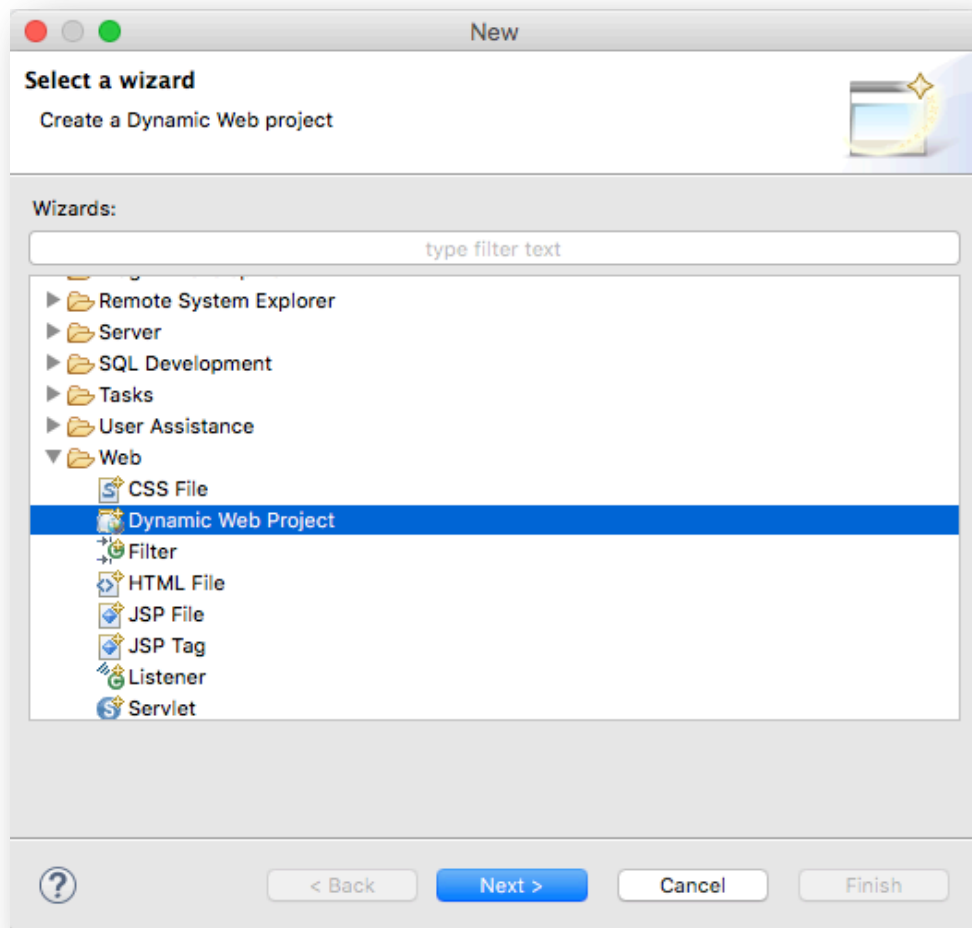 New
Select a wizard
Create a Dynamic Web project
Wizards:
type filter text
Remote System Explorer
Server
SQL Development
Tasks
User Assistance
Web
CSS File
Dynamic Web Project
Filter
HTML File
JSP File
JSP Tag
Listener
Servlet
? < Back Next > Cancel Finish